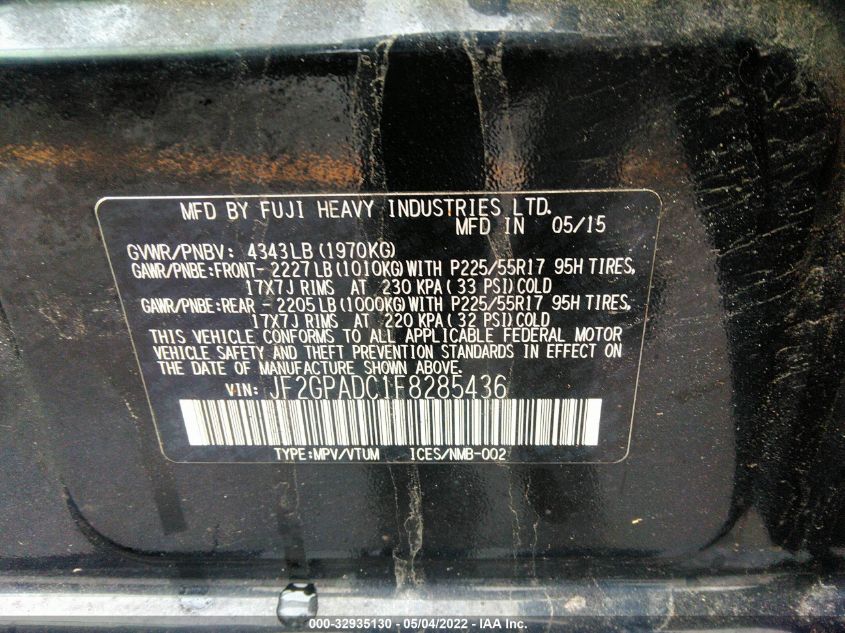 MFD BY FUJI HEAVY INDUSTRIES LTD.
MFD IN 05/15
GVWR/PNBV: 4343LB (1970KG)
GAWR/PNBE:FRONT- 2227LB(1010KG) WITH P225/55R17 95H TIRES,
17X7J RIMS AT 230 KPA(33 PSI)COLD
GAWR/PNBE:REAR - 2205LB(1000KG) WITH P225/55R17 95H TIRES,
17X7J RIMS AT 220 KPA(32 PSI)COLD
THIS VEHICLE CONFORMS TO ALL APPLICABLE FEDERAL MOTOR
VEHICLE SAFETY AND THEFT PREVENTION STANDARDS IN EFFECT ON
THE DATE OF MANUFACTURE SHOWN ABOVE.
VIN: JF2GPADC1F8285436
TYPE:MPV/VTUM ICES/NMB-002
000-32935130 - 05/04/2022 - IAA Inc.